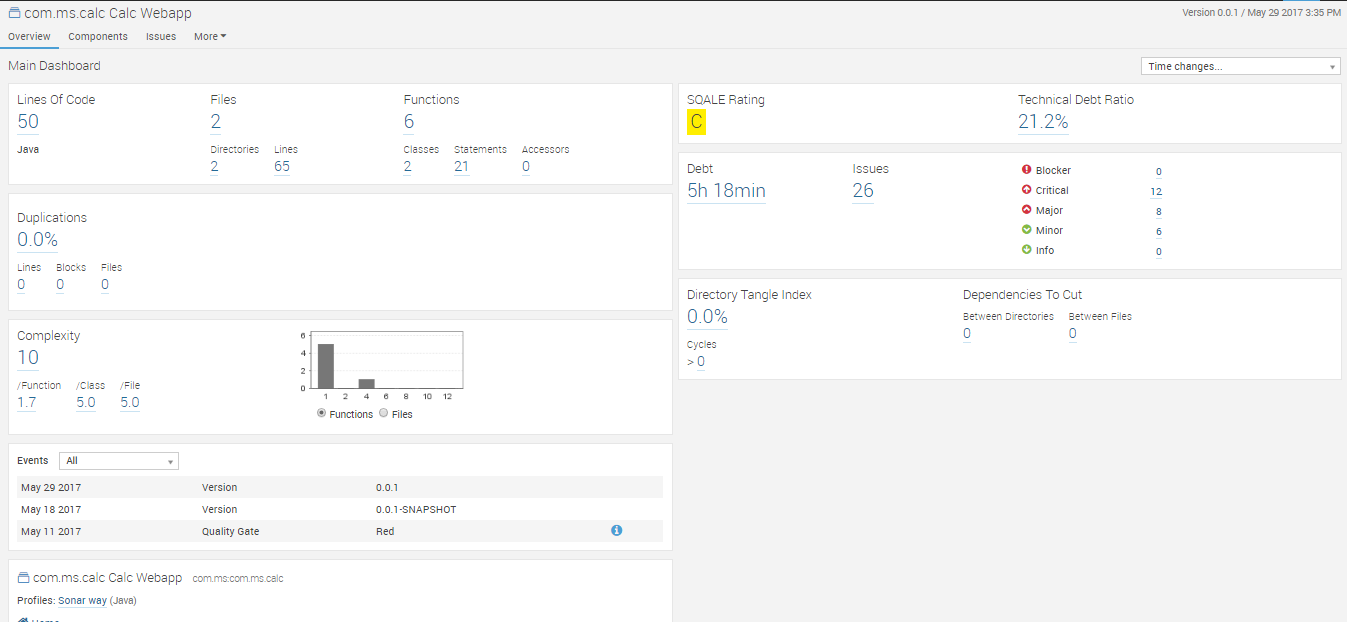 com.ms.calc Calc Webapp
Version 0.0.1 / May 29 2017 3:35 PM
Overview Components Issues More
Main Dashboard
Time changes...
Lines Of Code Files Functions
50 2 6
Java
Directories Lines
2 65
Classes Statements Accessors
2 21 0
Duplications
0.0%
Lines Blocks Files
0 0 0
Complexity
10
/Function /Class /File
1.7 5.0 5.0
6
4
2
0
1 2 4 6 8 10 12
Functions Files
Events All
May 29 2017 Version 0.0.1
May 18 2017 Version 0.0.1-SNAPSHOT
May 11 2017 Quality Gate Red
com.ms.calc Calc Webapp com.ms:com.ms.calc
Profiles: Sonar way (Java)
Home
SQALE Rating
C
Technical Debt Ratio
21.2%
Debt
5h 18min
Issues
26
Blocker 0
Critical 12
Major 8
Minor 6
Info 0
Directory Tangle Index
0.0%
Cycles
> 0
Dependencies To Cut
Between Directories Between Files
0 0